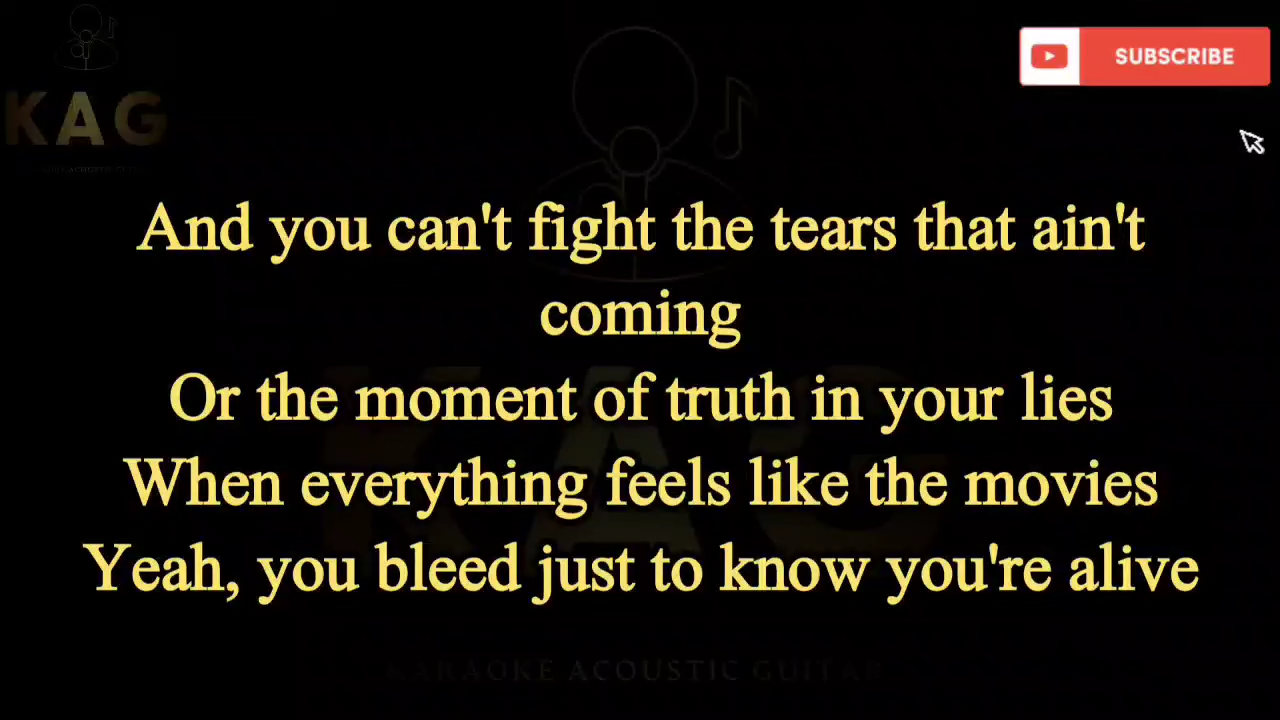 KAG
SUBSCRIBE
And you can't fight the tears that ain't
coming
Or the moment of truth in your lies
When everything feels like the movies
Yeah, you bleed just to know you're alive
KAG
KARAOKE ACOUSTIC GUITAR